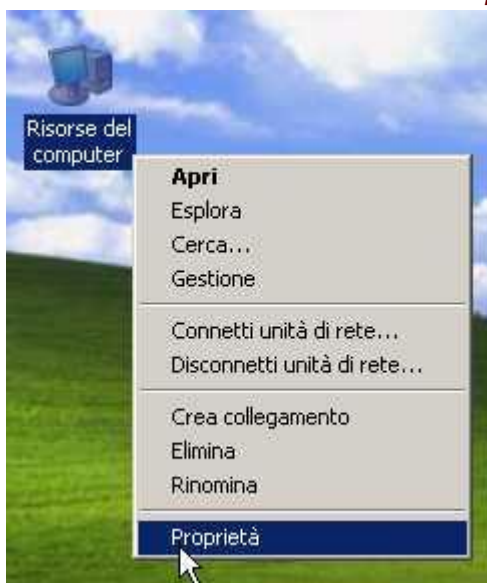 Risorse del
computer
Apri
Esplora
Cerca...
Gestione
Connetti unità di rete...
Disconnetti unità di rete...
Crea collegamento
Elimina
Rinomina
Proprietà